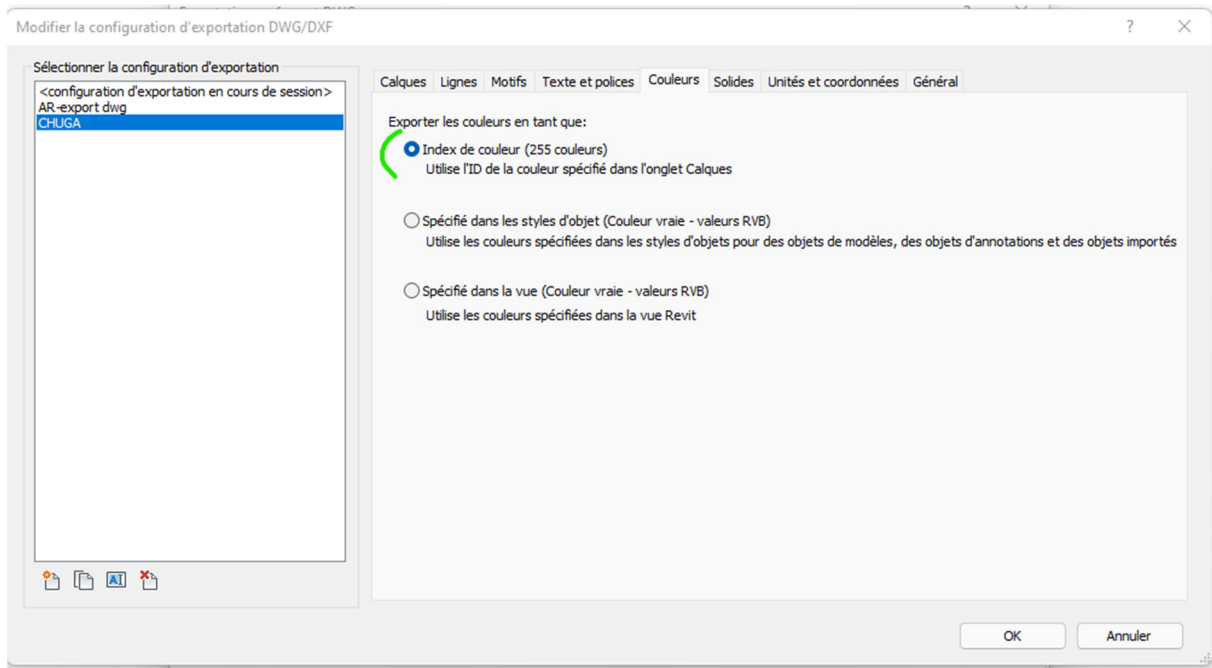 Modifier la configuration d'exportation DWG/DXF
?
Sélectionner la configuration d'exportation
<configuration d'exportation en cours de session>
AR-export dwg
CHUGA
Calques Lignes Motifs Texte et polices Couleurs Solides Unités et coordonnées Général
Exporter les couleurs en tant que:
Index de couleur (255 couleurs)
Utilise l'ID de la couleur spécifié dans l'onglet Calques
Spécifié dans les styles d'objet (Couleur vraie - valeurs RVB)
Utilise les couleurs spécifiées dans les styles d'objets pour des objets de modèles, des objets d'annotations et des objets importés
Spécifié dans la vue (Couleur vraie - valeurs RVB)
Utilise les couleurs spécifiées dans la vue Revit
AI
OK Annuler